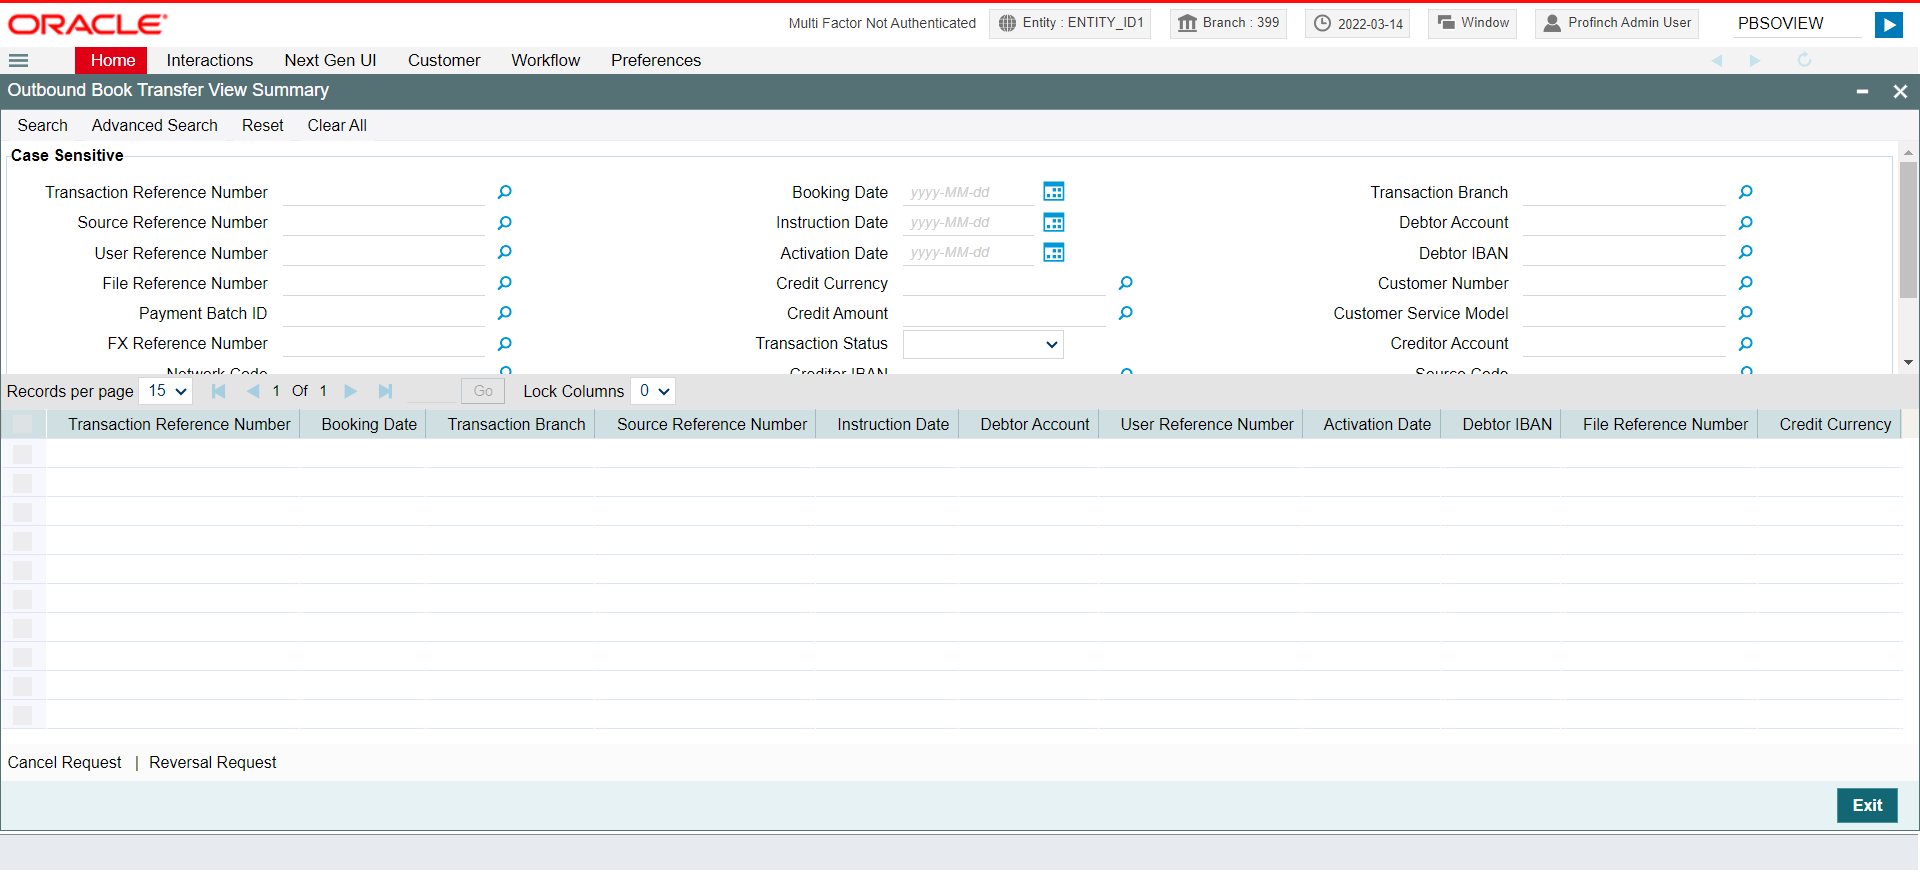 ORACLE Multi Factor Not Authenticated Entity : ENTITY_ID1 Branch : 399 2022-03-14 Window Profinch Admin User PBSOVIEW
Home Interactions Next Gen UI Customer Workflow Preferences
Outbound Book Transfer View Summary
Search Advanced Search Reset Clear All
Case Sensitive
Transaction Reference Number Booking Date yyyy-MM-dd Transaction Branch
Source Reference Number Instruction Date yyyy-MM-dd Debtor Account
User Reference Number Activation Date yyyy-MM-dd Debtor IBAN
File Reference Number Credit Currency Customer Number
Payment Batch ID Credit Amount Customer Service Model
FX Reference Number Transaction Status Creditor Account
Network Code Creditor IBAN Source Code
Records per page 15 1 Of 1 Go Lock Columns 0
Transaction Reference Number Booking Date Transaction Branch Source Reference Number Instruction Date Debtor Account User Reference Number Activation Date Debtor IBAN File Reference Number Credit Currency
Cancel Request | Reversal Request
Exit